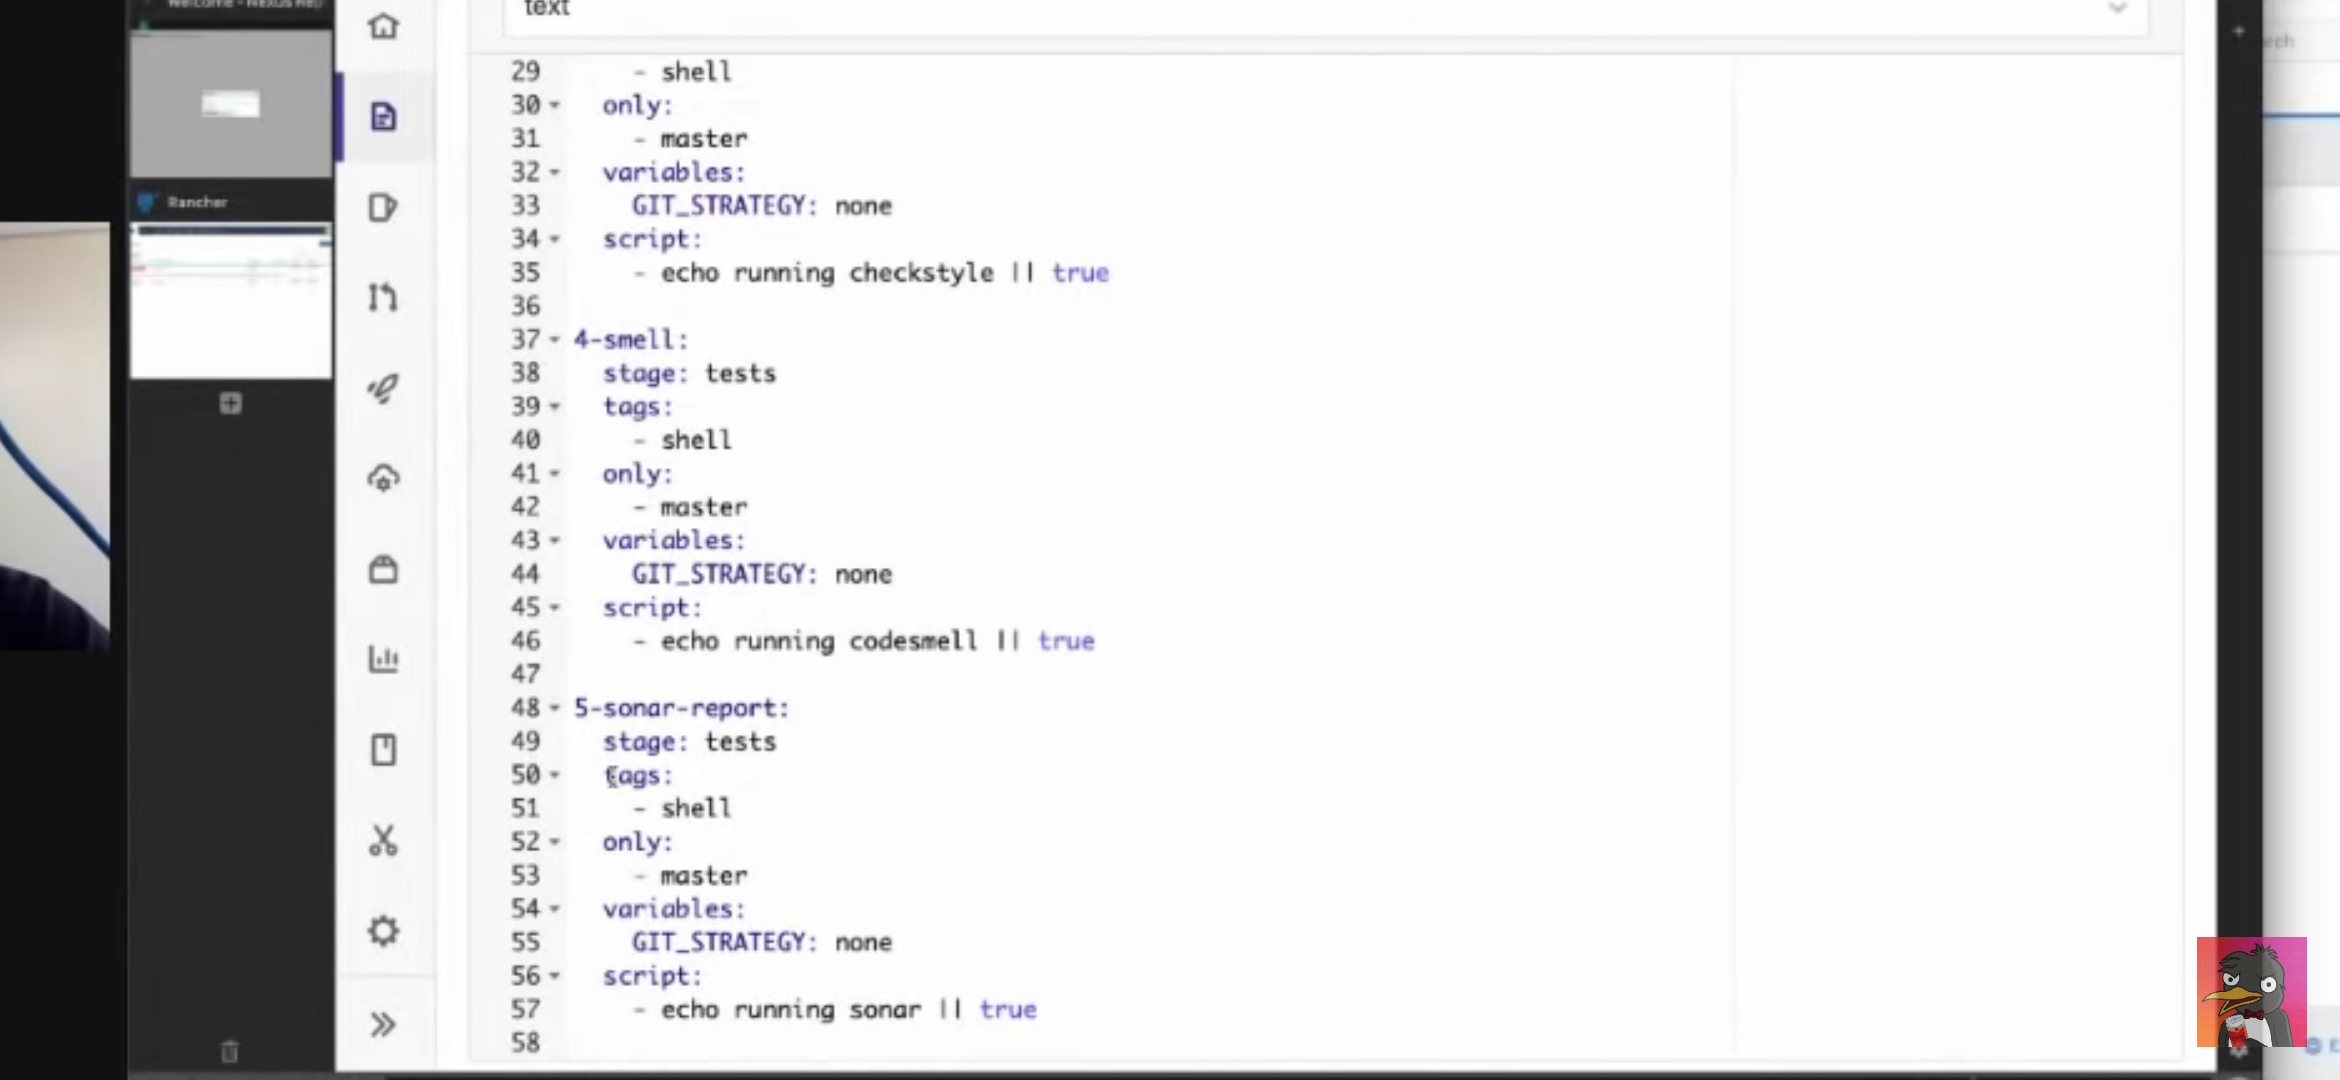 Welcome - Nexus Rep
Rancher
text
29 - shell
30 only:
31 - master
32 variables:
33 GIT_STRATEGY: none
34 script:
35 - echo running checkstyle || true
36
37 4-smell:
38 stage: tests
39 tags:
40 - shell
41 only:
42 - master
43 variables:
44 GIT_STRATEGY: none
45 script:
46 - echo running codesmell || true
47
48 5-sonar-report:
49 stage: tests
50 tags:
51 - shell
52 only:
53 - master
54 variables:
55 GIT_STRATEGY: none
56 script:
57 - echo running sonar || true
58